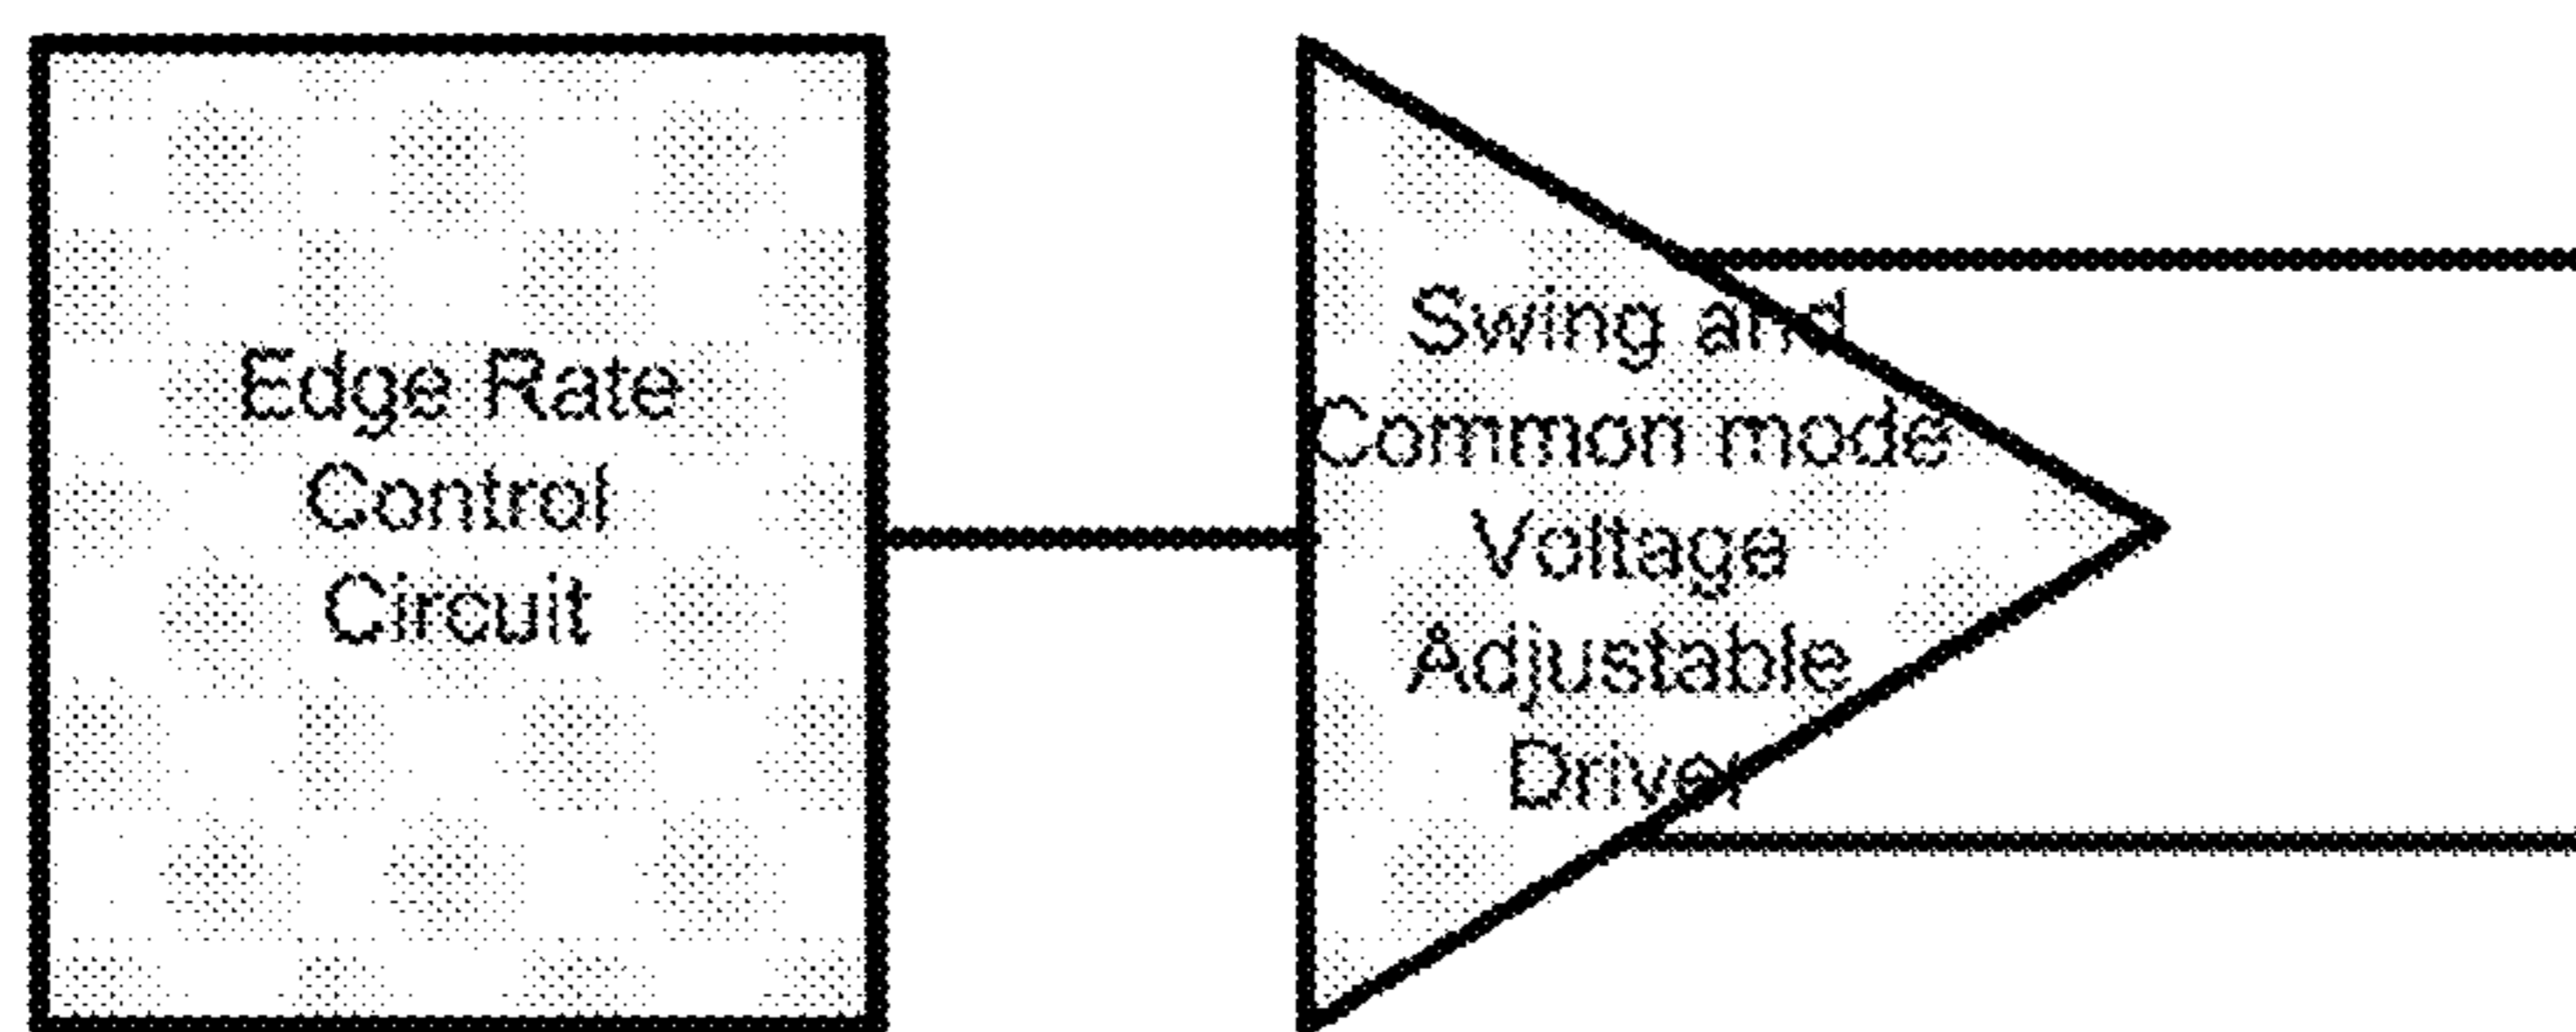 Edge Rate
Control
Circuit
Swing and
Common mode
Voltage
Adjustable
Driver